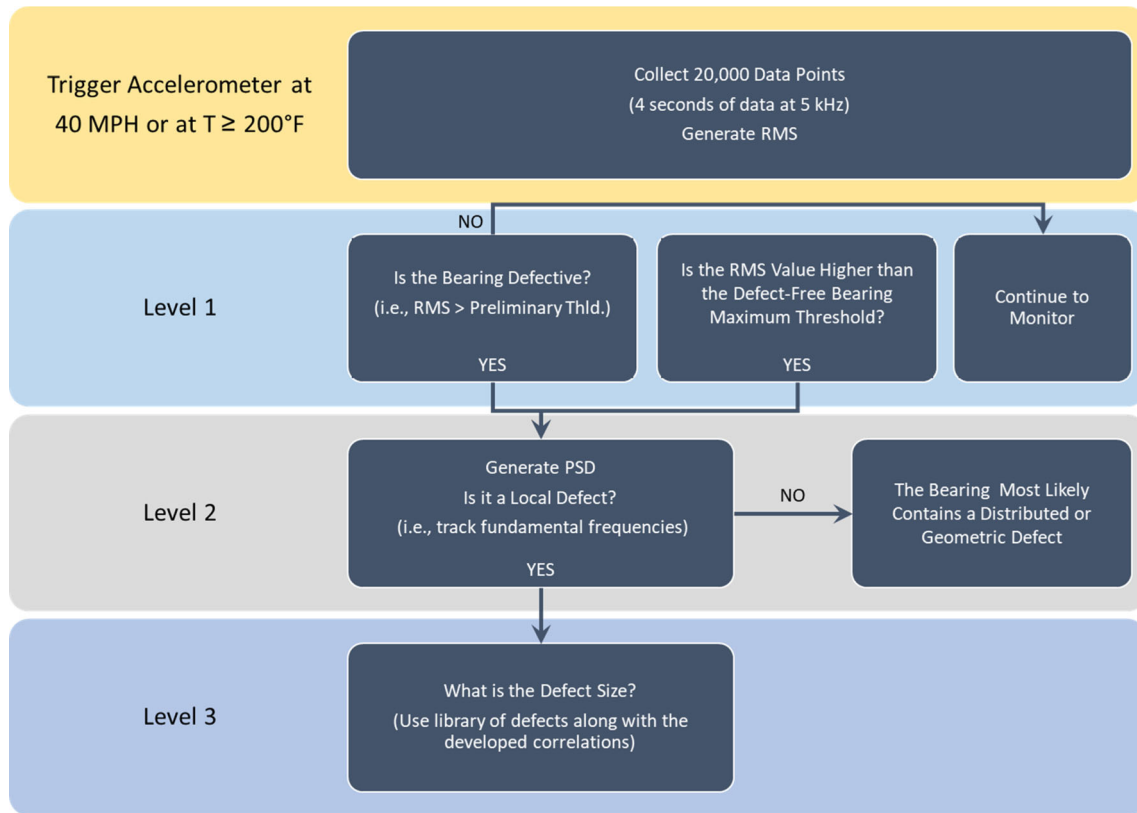 Trigger Accelerometer at
40 MPH or at T ≥ 200°F
Collect 20,000 Data Points
(4 seconds of data at 5 kHz)
Generate RMS
Level 1
NO
Is the Bearing Defective?
(i.e., RMS > Preliminary Thld.)
YES
Is the RMS Value Higher than
the Defect-Free Bearing
Maximum Threshold?
YES
Continue to
Monitor
Level 2
Generate PSD
Is it a Local Defect?
(i.e., track fundamental frequencies)
YES
NO
The Bearing Most Likely
Contains a Distributed or
Geometric Defect
Level 3
What is the Defect Size?
(Use library of defects along with the
developed correlations)